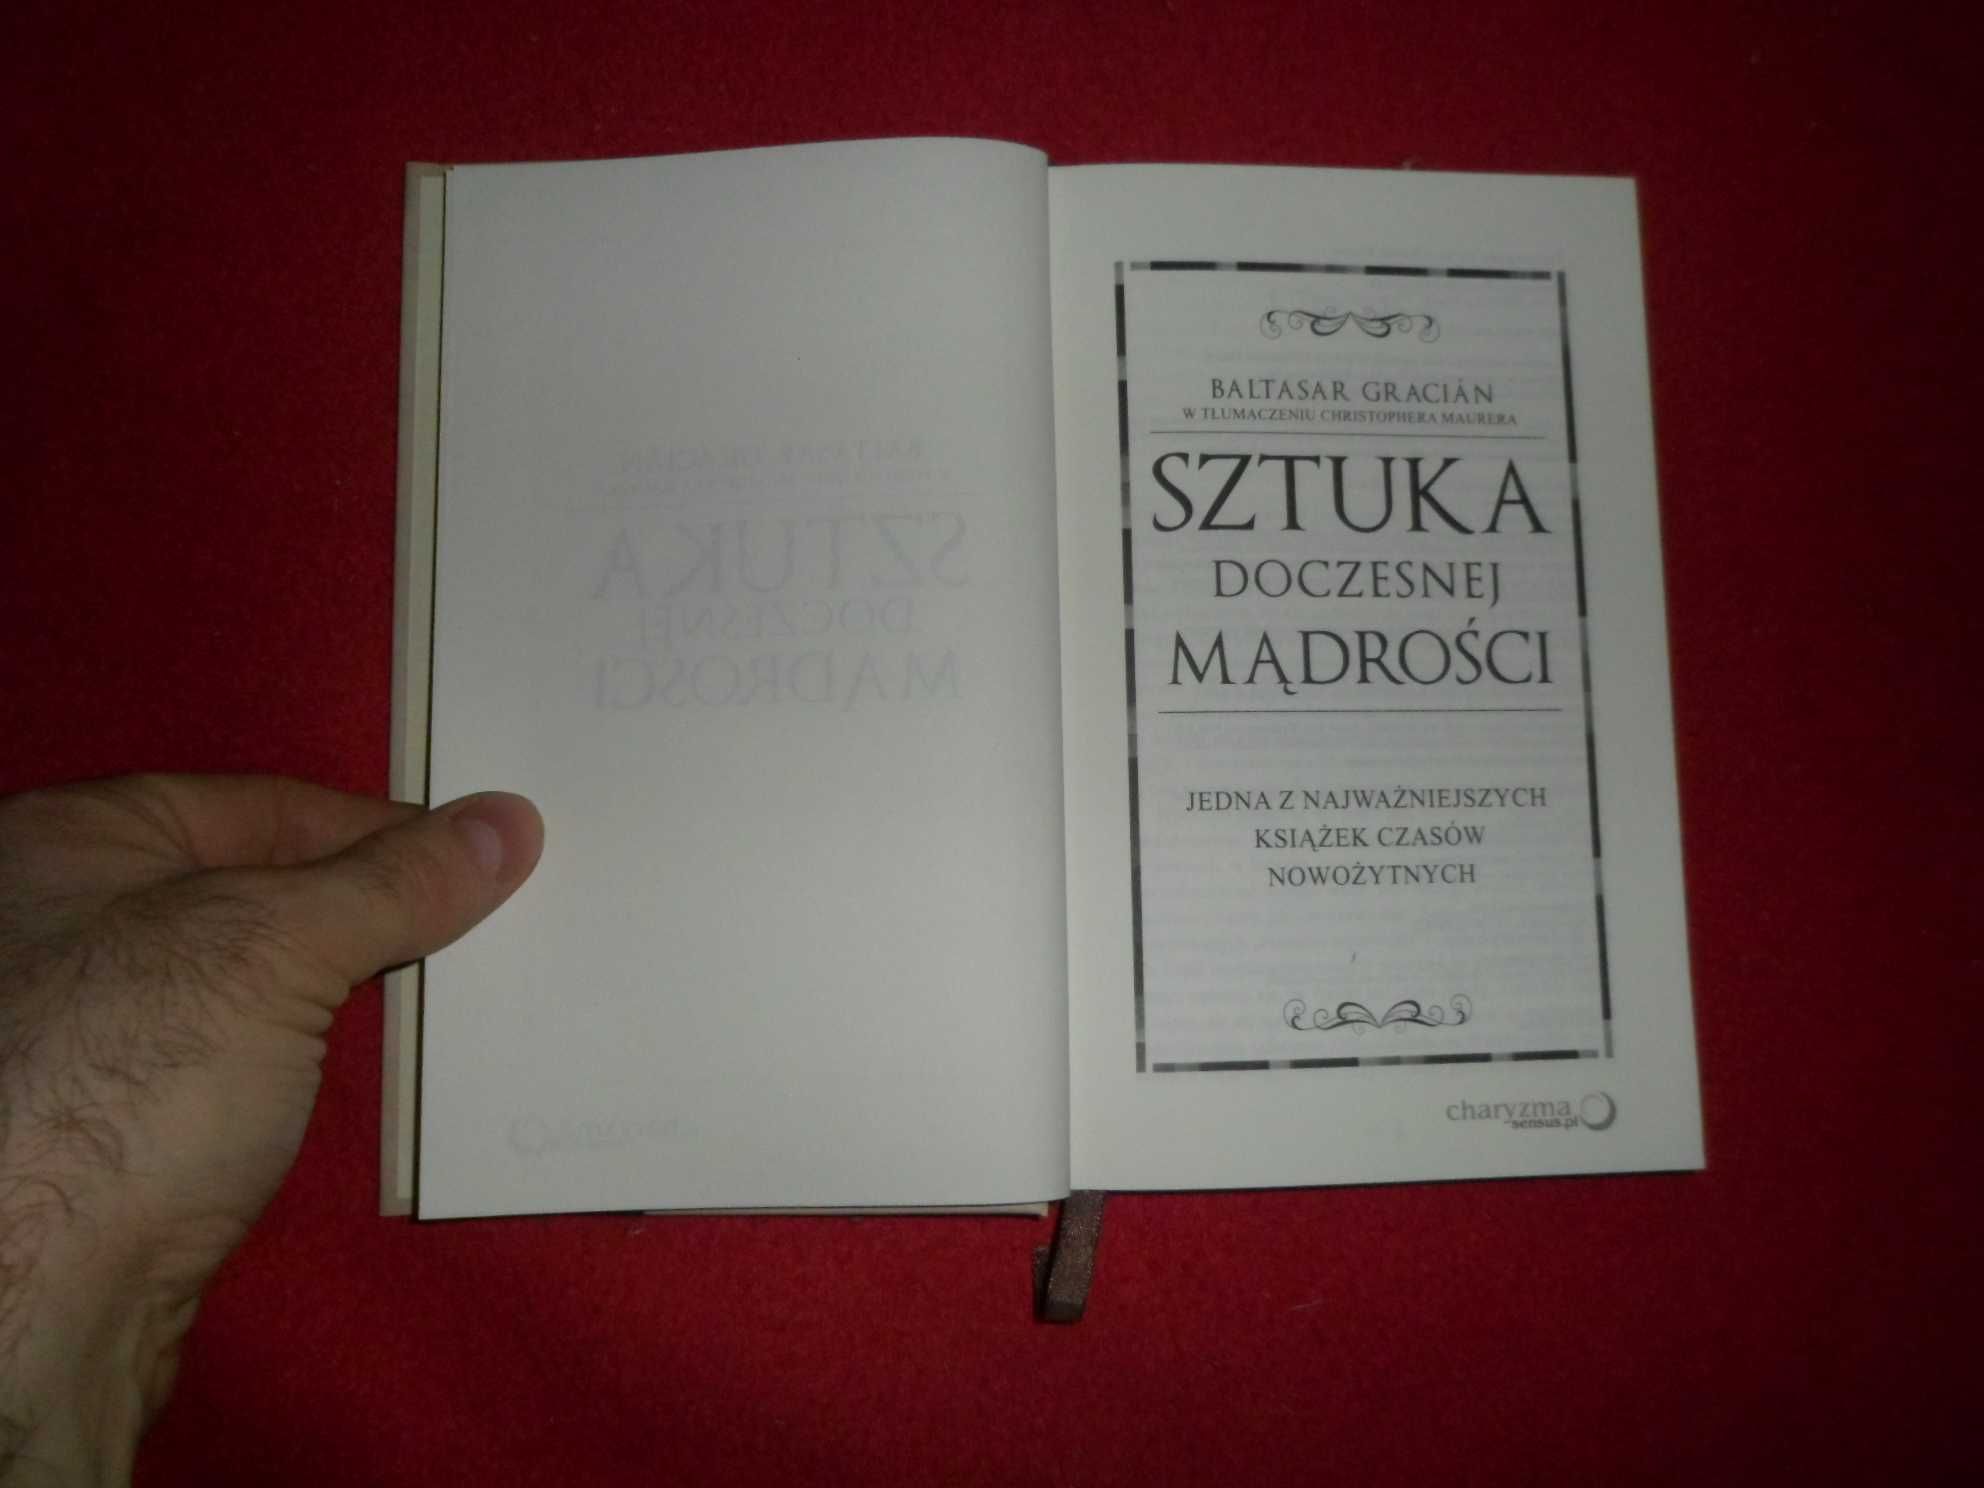 BALTASAR GRACIÁN
W TŁUMACZENIU CHRISTOPHERA MAURERA
SZTUKA
DOCZESNEJ
MĄDROŚCI
JEDNA Z NAJWAŻNIEJSZYCH
KSIĄŻEK CZASÓW
NOWOŻYTNYCH
charyzma
sensus.pl